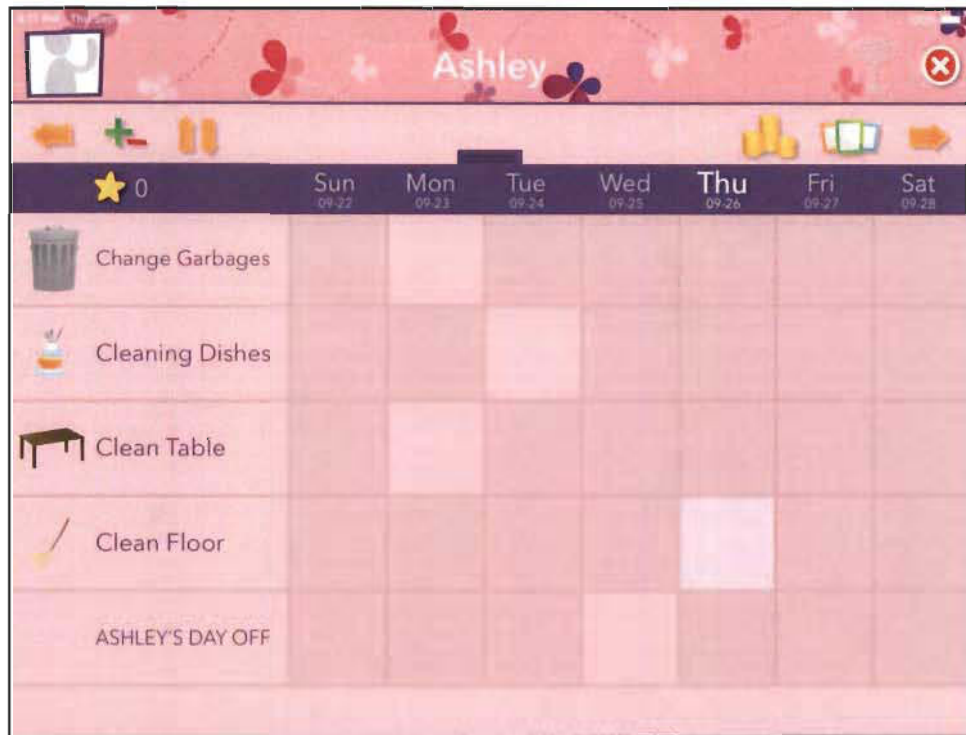 Ashley
0 Sun Mon Tue Wed Thu Fri Sat
09-22 09-23 09-24 09-25 09-26 09-27 09-28
Change Garbages
Cleaning Dishes
Clean Table
Clean Floor
ASHLEY'S DAY OFF